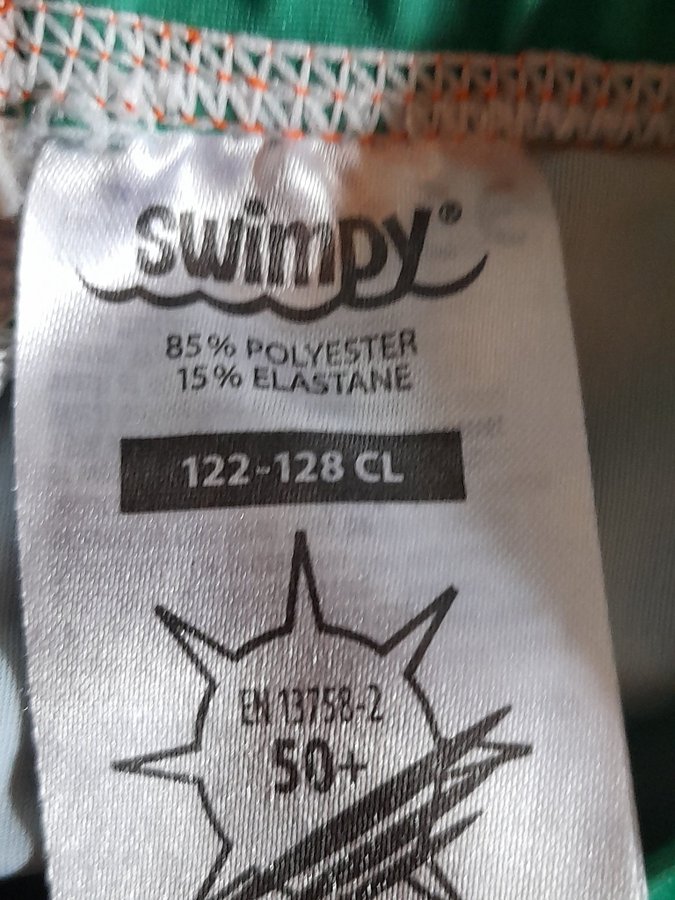 swimpy®
85% POLYESTER
15% ELASTANE
122-128 CL
EN 13758-2
50+